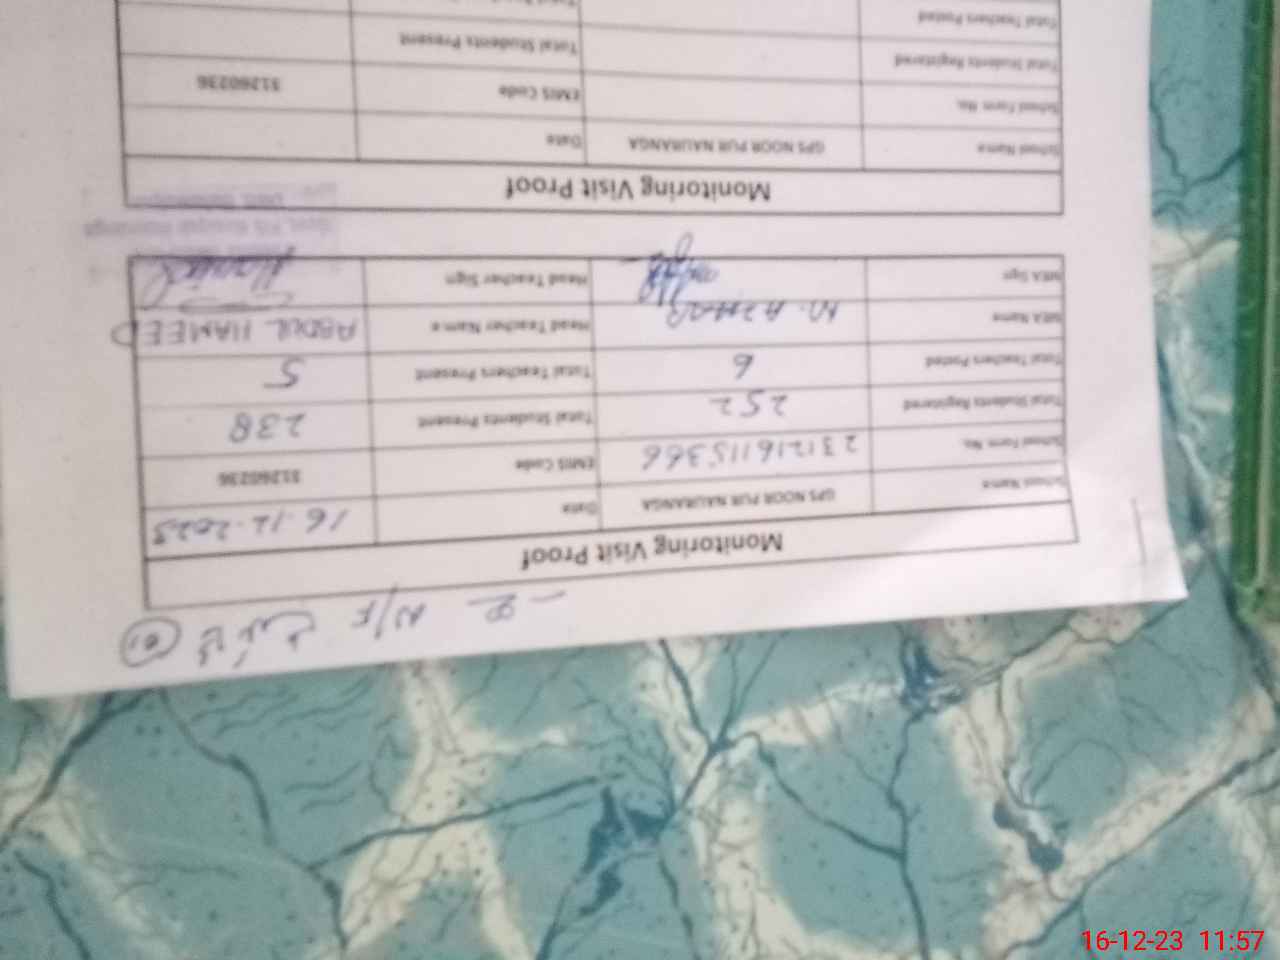 Monitoring Visit Proof
School Name GPS NOOR PUR NAURANGA Date 16.12.2023
School Form No. 231216115366 EMIS Code 31260236
Total Students Registered 252 Total Students Present 238
Total Teachers Posted 6 Total Teachers Present 5
MEA Name M. AZHAR Head Teacher Name ABDUL HAMEED
MEA Sign Head Teacher Sign
Monitoring Visit Proof
School Name GPS NOOR PUR NAURANGA Date
School Form No. EMIS Code 31260236
Total Students Registered Total Students Present
Total Teachers Posted
16-12-23 11:57